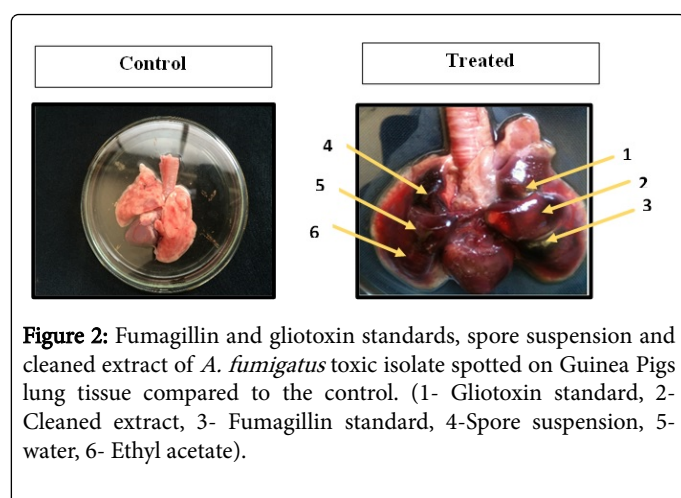 Control
Treated
4
5
6
1
2
3
Figure 2: Fumagillin and gliotoxin standards, spore suspension and
cleaned extract of A. fumigatus toxic isolate spotted on Guinea Pigs
lung tissue compared to the control. (1- Gliotoxin standard, 2-
Cleaned extract, 3- Fumagillin standard, 4-Spore suspension, 5-
water, 6- Ethyl acetate).